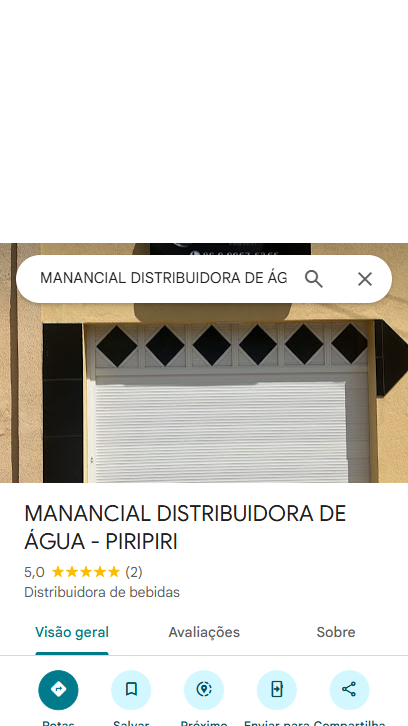 MANANCIAL DISTRIBUIDORA DE ÁG
MANANCIAL DISTRIBUIDORA DE
ÁGUA - PIRIPIRI
5,0 (2)
Distribuidora de bebidas
Visão geral Avaliações Sobre
Rotas Salvar Próximo Enviar para Compartilha